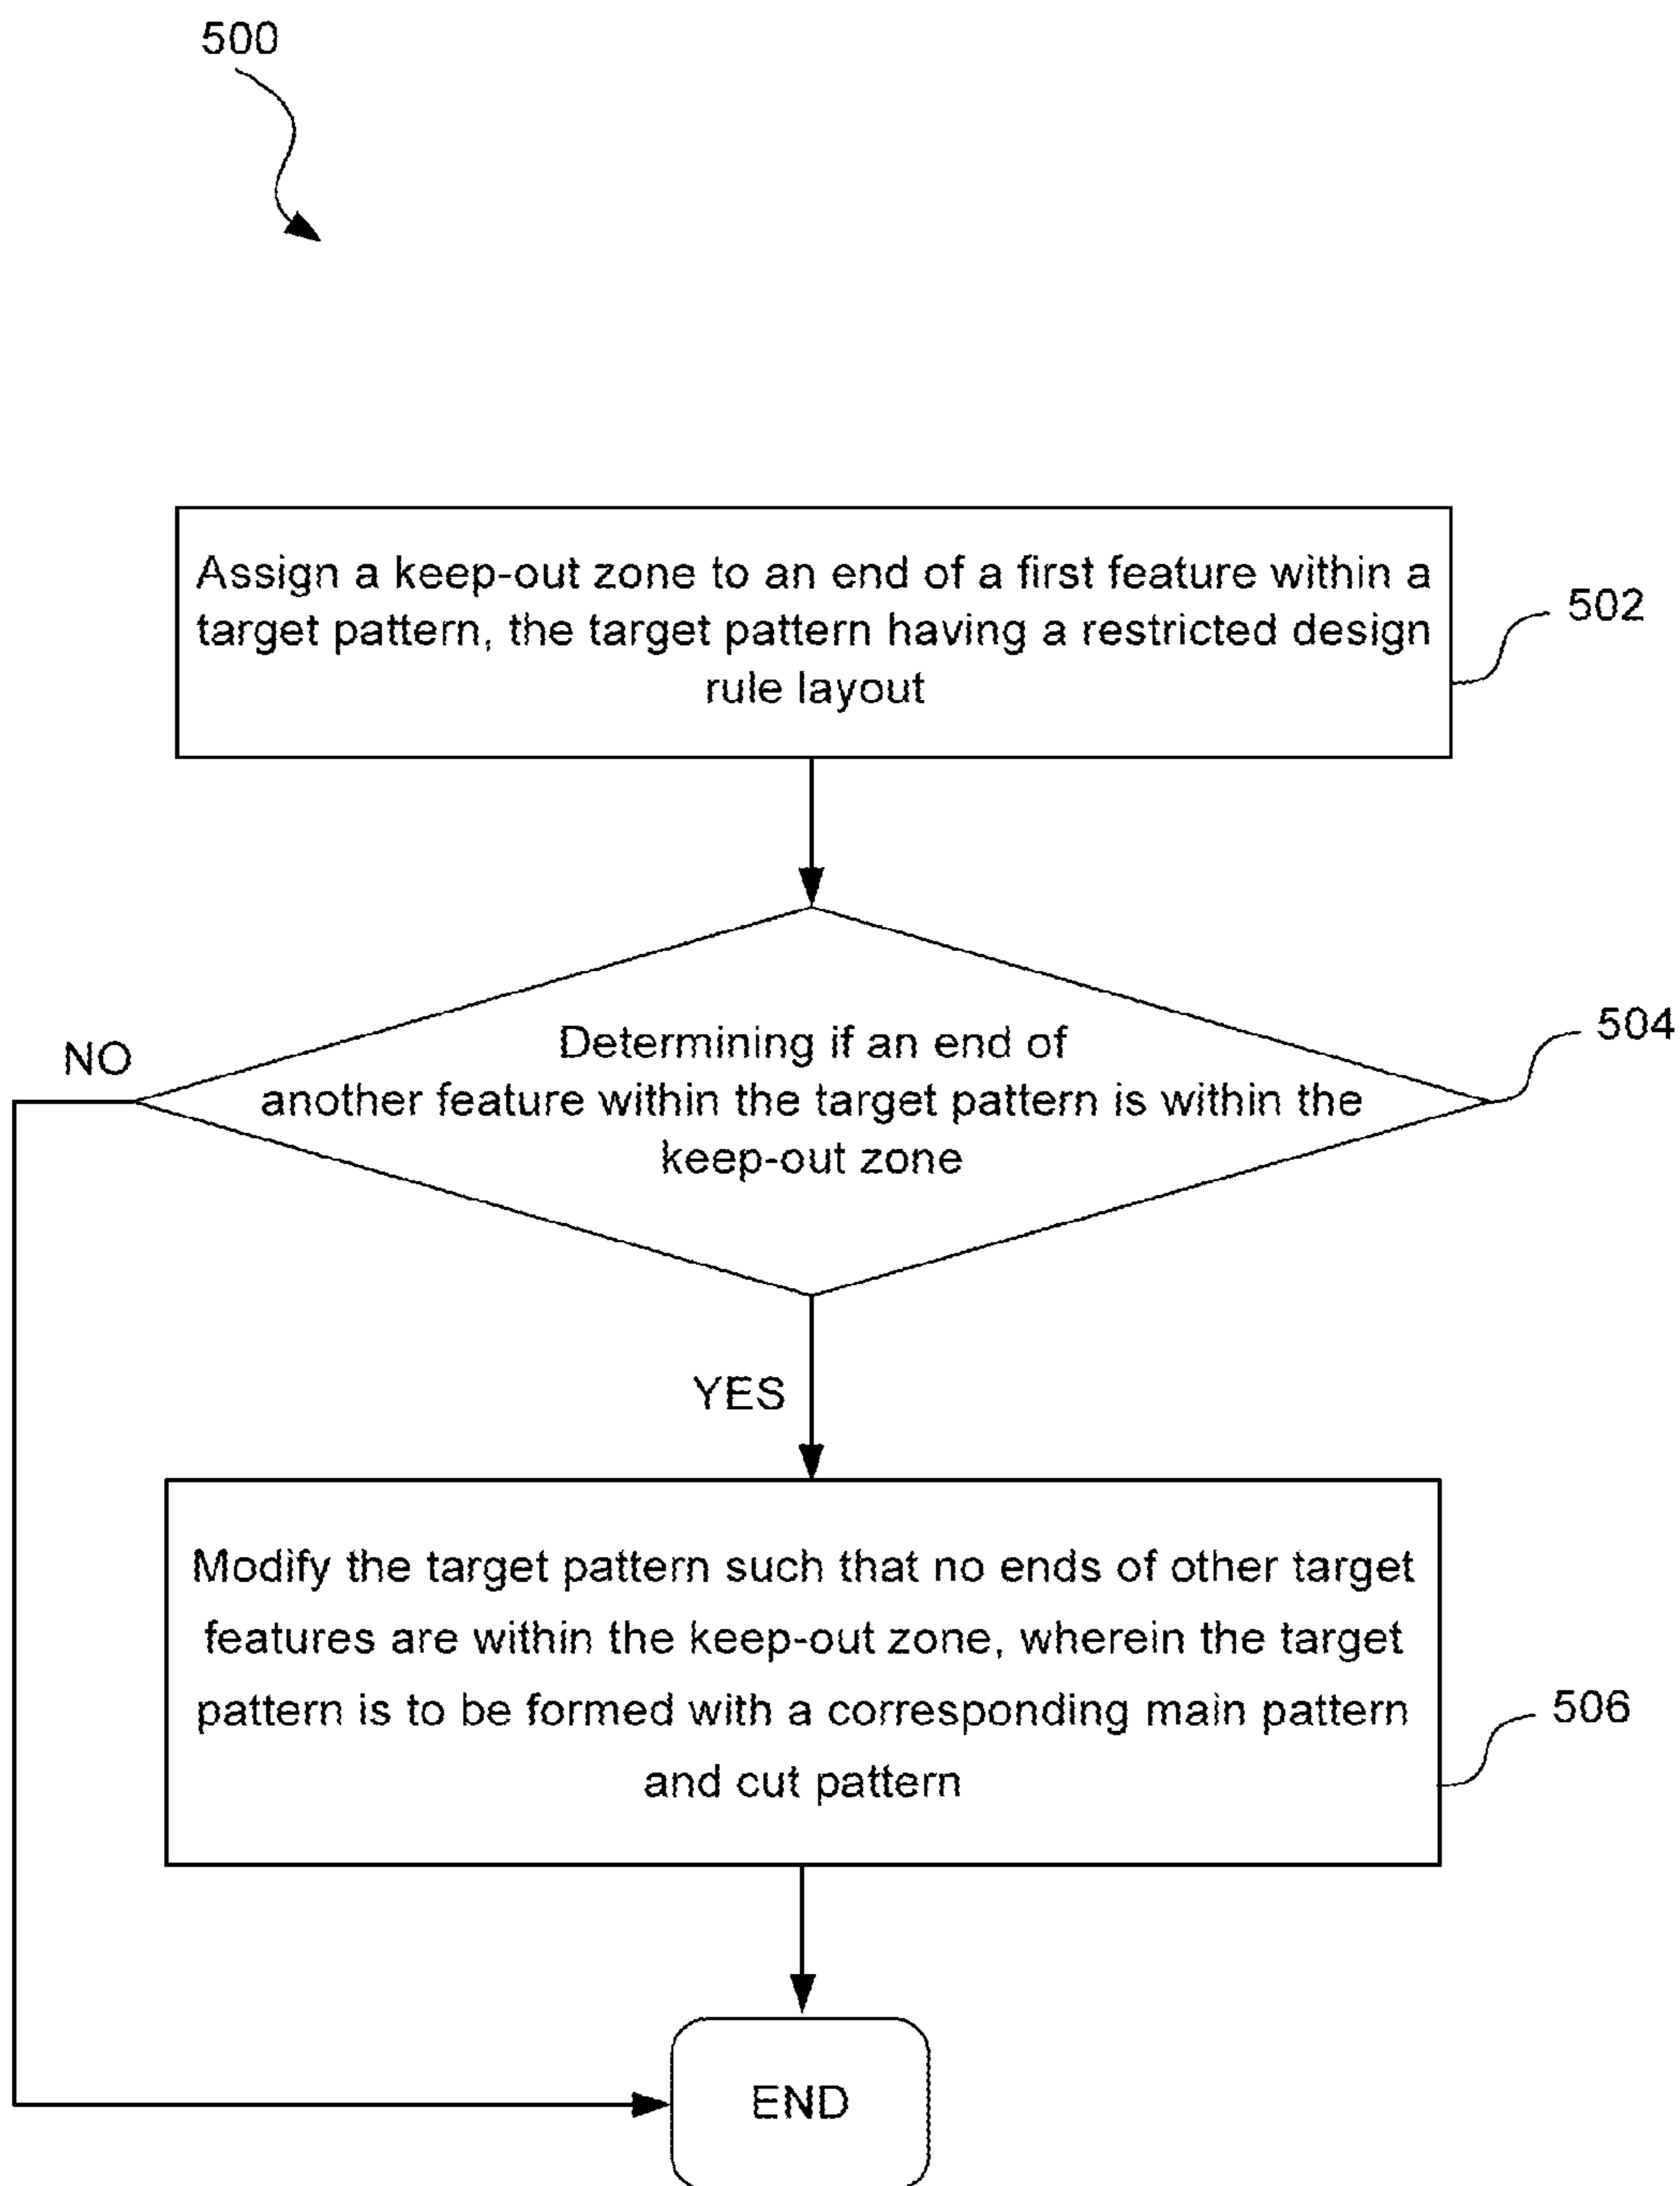 500
Assign a keep-out zone to an end of a first feature within a
target pattern, the target pattern having a restricted design
rule layout
502
504
NO
Determining if an end of
another feature within the target pattern is within the
keep-out zone
YES
Modify the target pattern such that no ends of other target
features are within the keep-out zone, wherein the target
pattern is to be formed with a corresponding main pattern
and cut pattern
506
END